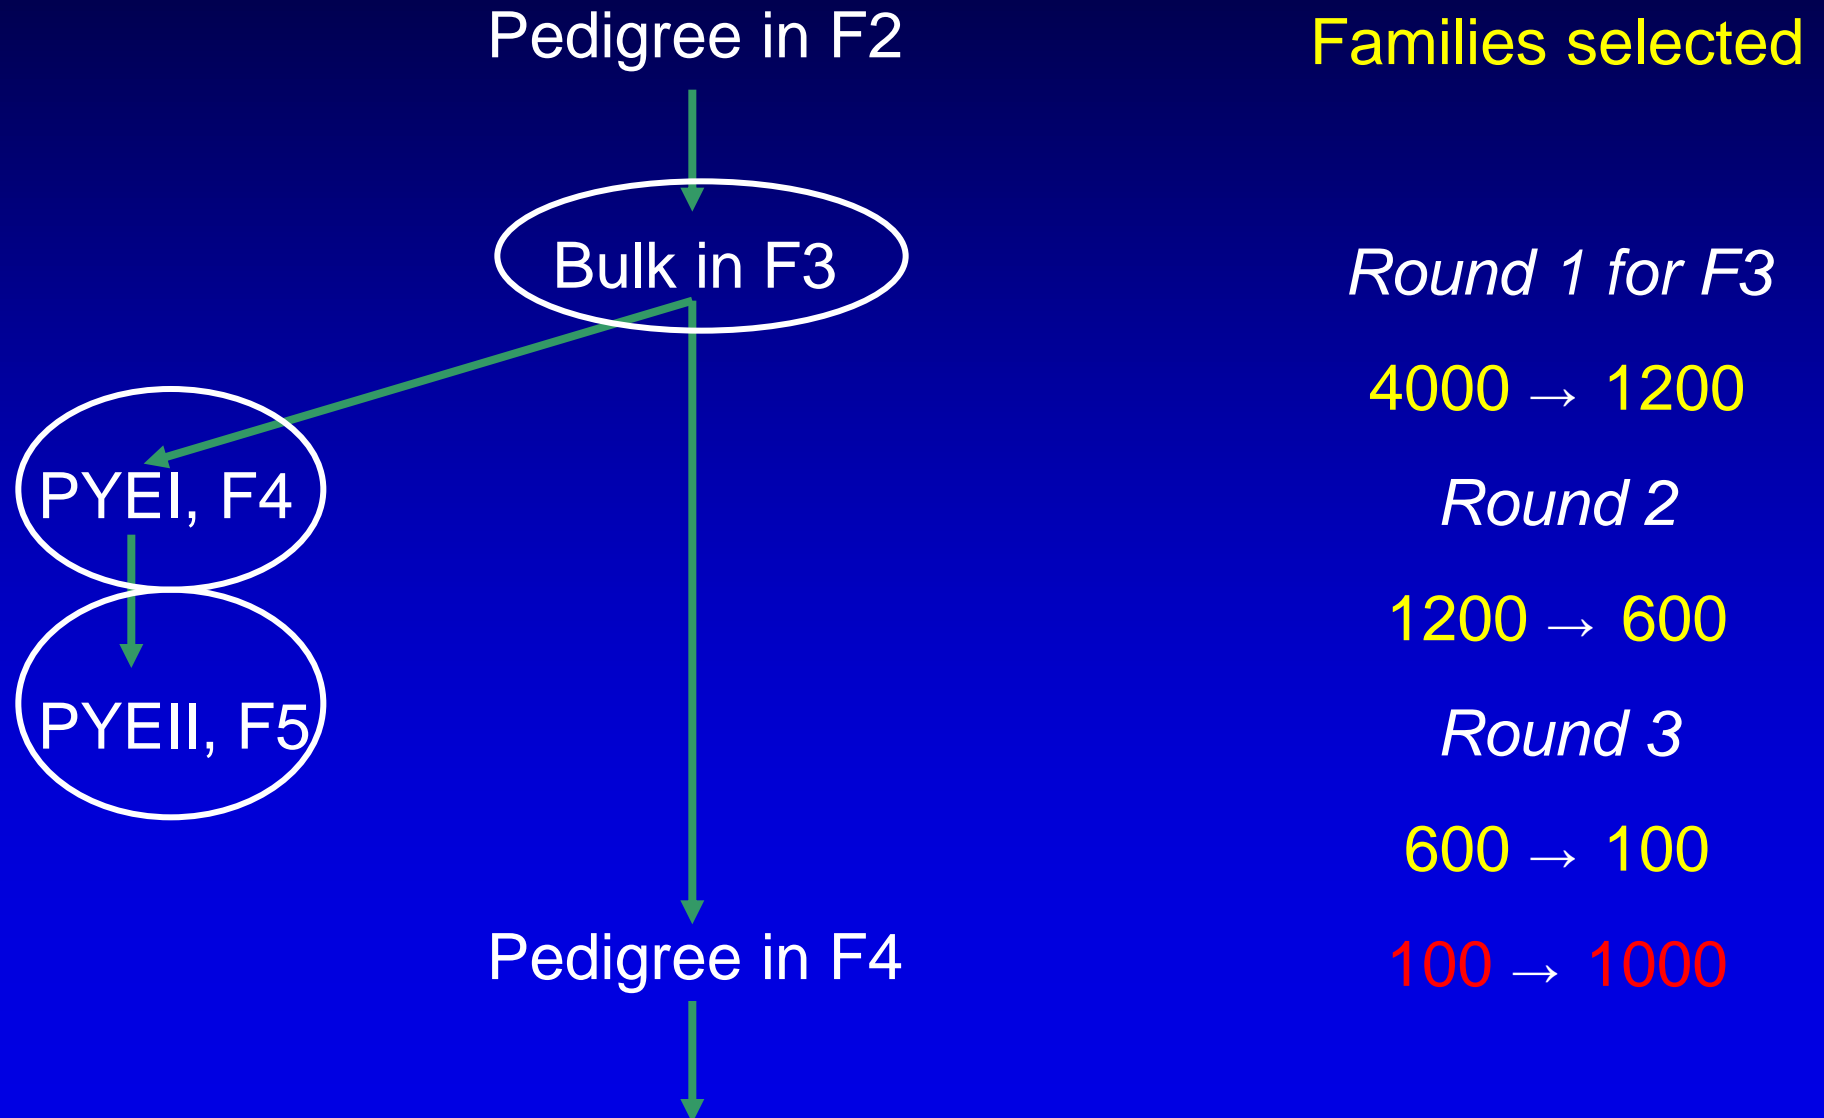 Pedigree in F2
Families selected
Bulk in F3
Round 1 for F3
4000 → 1200
PYEI, F4
Round 2
1200 → 600
PYEII, F5
Round 3
600 → 100
Pedigree in F4
100 → 1000